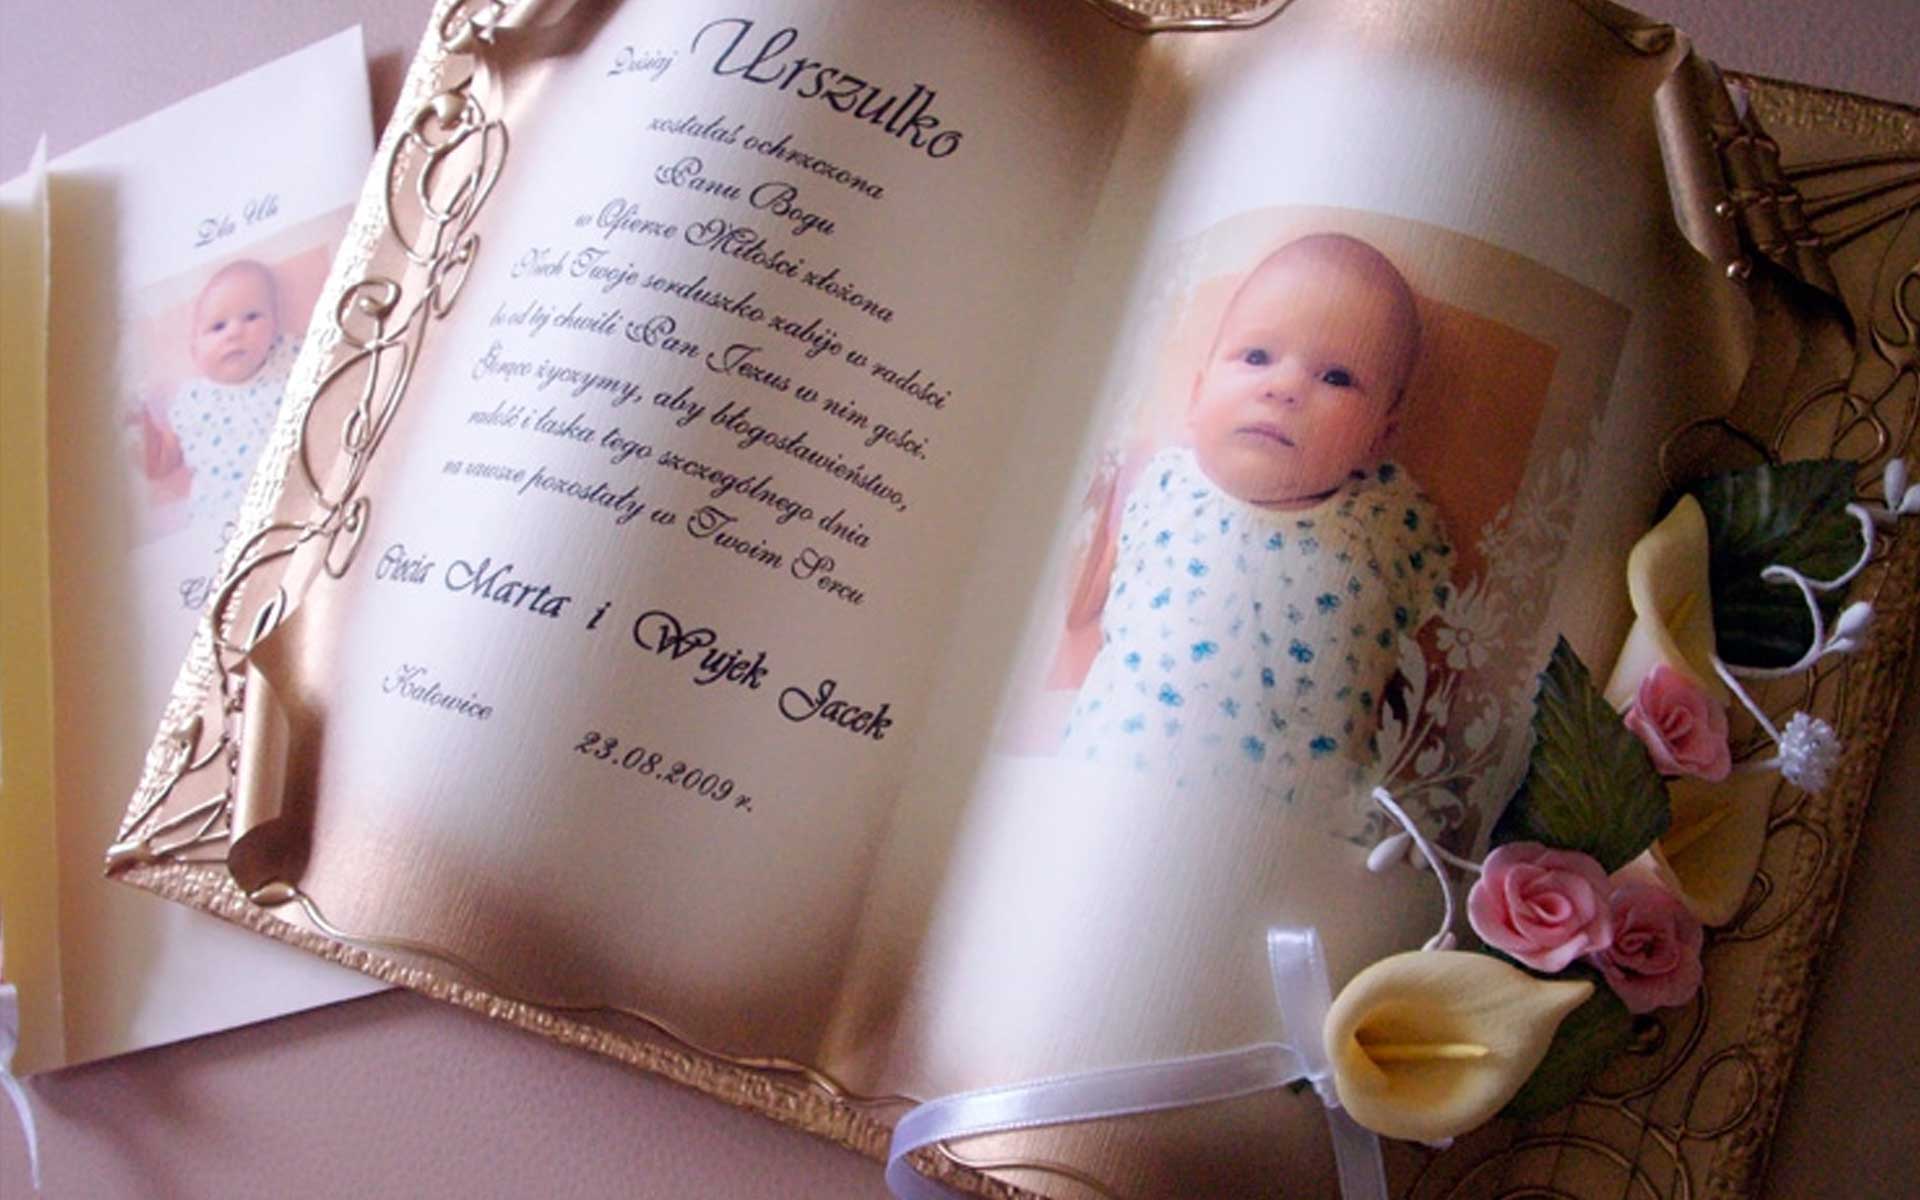 Dla Uli
Dzisiaj Urszulko
zostałaś ochrzczona
Panu Bogu
w Ofierze Miłości złożona
Niech Twoje serduszko zabije w radości
bo od tej chwili Pan Jezus w nim gości.
Gorąco życzymy, aby błogosławieństwo,
radość i łaska tego szczególnego dnia
na zawsze pozostały w Twoim Sercu
Ciocia Marta i Wujek Jacek
Katowice
23.08.2009 r.